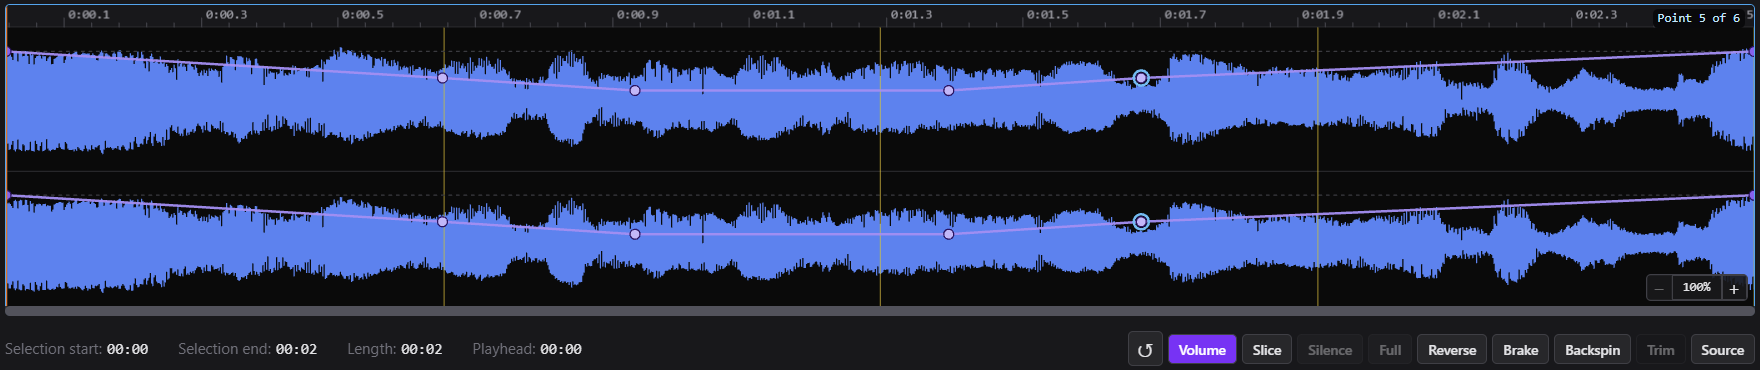 0:00.1 0:00.3 0:00.5 0:00.7 0:00.9 0:01.1 0:01.3 0:01.5 0:01.7 0:01.9 0:02.1 0:02.3 Point 5 of 6 5
− 100% +
Selection start: 00:00 Selection end: 00:02 Length: 00:02 Playhead: 00:00 ↺ Volume Slice Silence Full Reverse Brake Backspin Trim Source